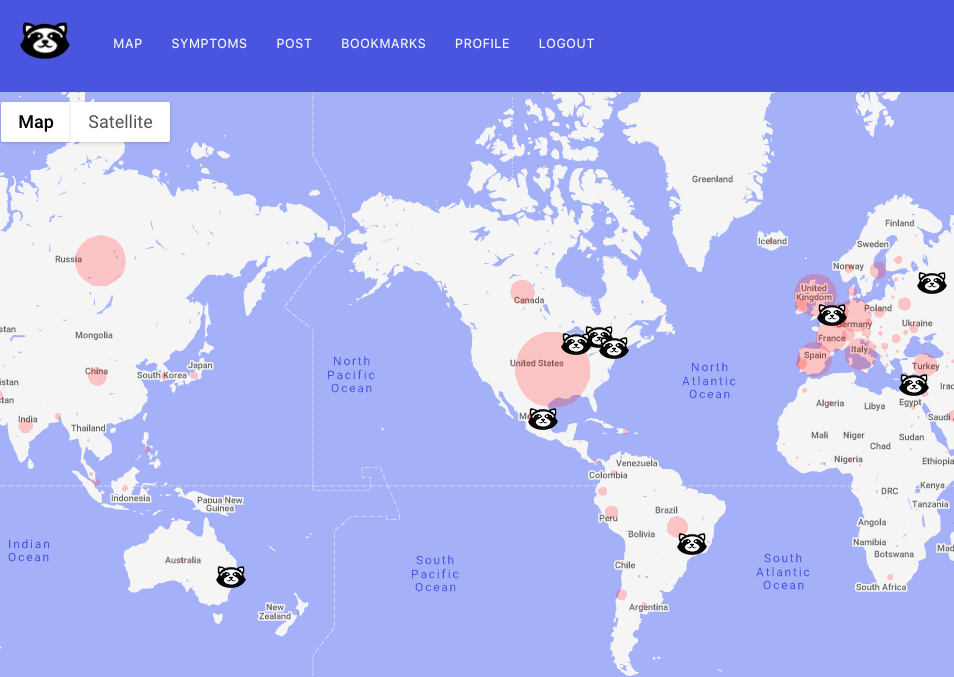 MAP SYMPTOMS POST BOOKMARKS PROFILE LOGOUT
Map Satellite
Greenland
Finland
Iceland
Sweden
Russia
Norway
United
Kingdom
Canada
Poland
Germany
Ukraine
stan
Mongolia
France
Italy
Spain
United States
North
Pacific
Ocean
North
Atlantic
Ocean
Japan
South Korea
China
Turkey
istan
stan
Iraq
Algeria
Libya
Egypt
Saudi
India
Thailand
Me
Mali
Niger
Chad
Sudan
Nigeria
Ethiopia
Venezuela
Colombia
Indonesia
Papua New
Guinea
DRC
Kenya
Tanzania
Peru
Brazil
Angola
Bolivia
Namibia
Botswana
Mad
Indian
Ocean
Australia
South
Pacific
Ocean
Chile
South
Atlantic
Ocean
South Africa
New
Zealand
Argentina